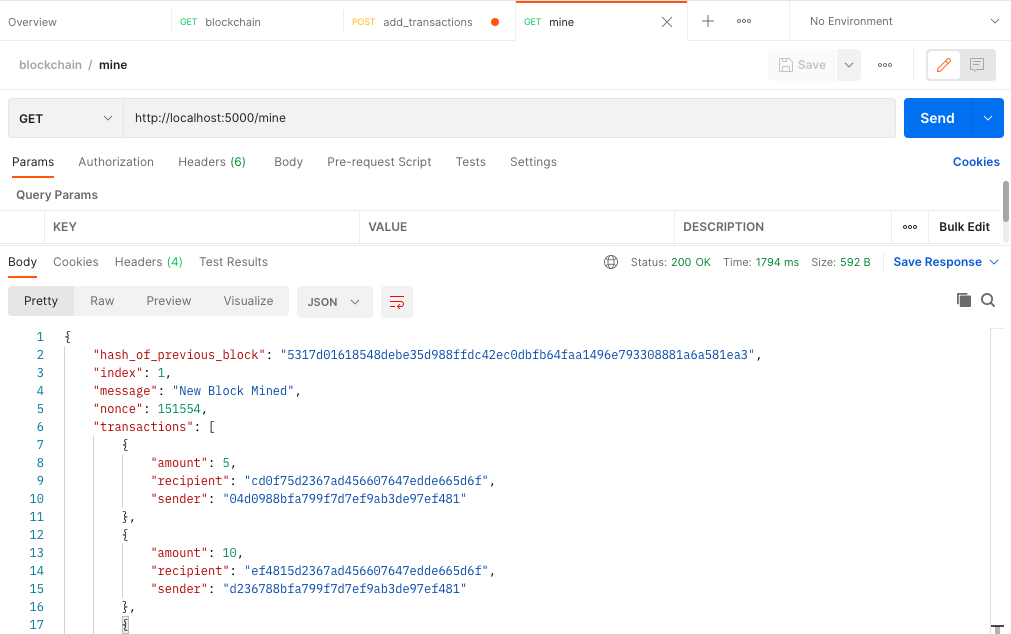 Overview
GET blockchain
POST add_transactions
GET mine
No Environment
blockchain / mine
Save
GET
http://localhost:5000/mine
Send
Params Authorization Headers (6) Body Pre-request Script Tests Settings Cookies
Query Params
KEY VALUE DESCRIPTION Bulk Edit
Body Cookies Headers (4) Test Results Status: 200 OK Time: 1794 ms Size: 592 B Save Response
Pretty Raw Preview Visualize JSON
1 {
2 "hash_of_previous_block": "5317d01618548debe35d988ffdc42ec0dbfb64faa1496e793308881a6a581ea3",
3 "index": 1,
4 "message": "New Block Mined",
5 "nonce": 151554,
6 "transactions": [
7 {
8 "amount": 5,
9 "recipient": "cd0f75d2367ad456607647edde665d6f",
10 "sender": "04d0988bfa799f7d7ef9ab3de97ef481"
11 },
12 {
13 "amount": 10,
14 "recipient": "ef4815d2367ad456607647edde665d6f",
15 "sender": "d236788bfa799f7d7ef9ab3de97ef481"
16 },
17 {